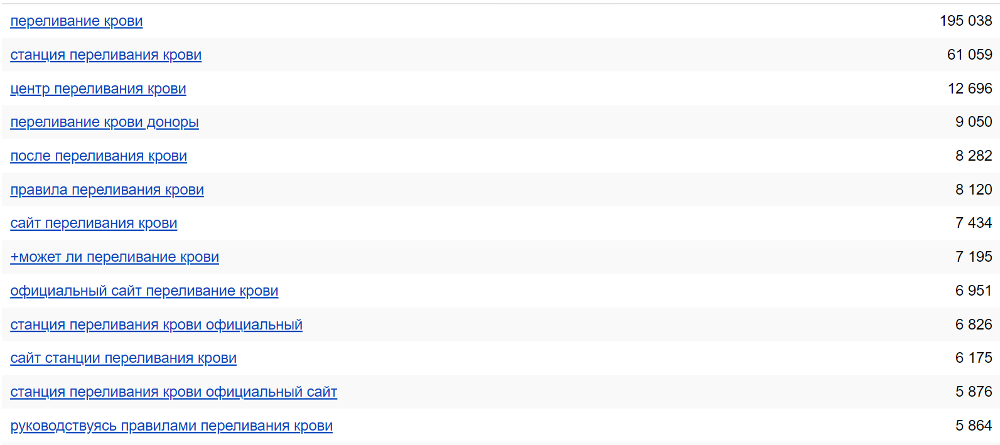 переливание крови 195 038
станция переливания крови 61 059
центр переливания крови 12 696
переливание крови доноры 9 050
после переливания крови 8 282
правила переливания крови 8 120
сайт переливания крови 7 434
+может ли переливание крови 7 195
официальный сайт переливание крови 6 951
станция переливания крови официальный 6 826
сайт станции переливания крови 6 175
станция переливания крови официальный сайт 5 876
руководствуясь правилами переливания крови 5 864